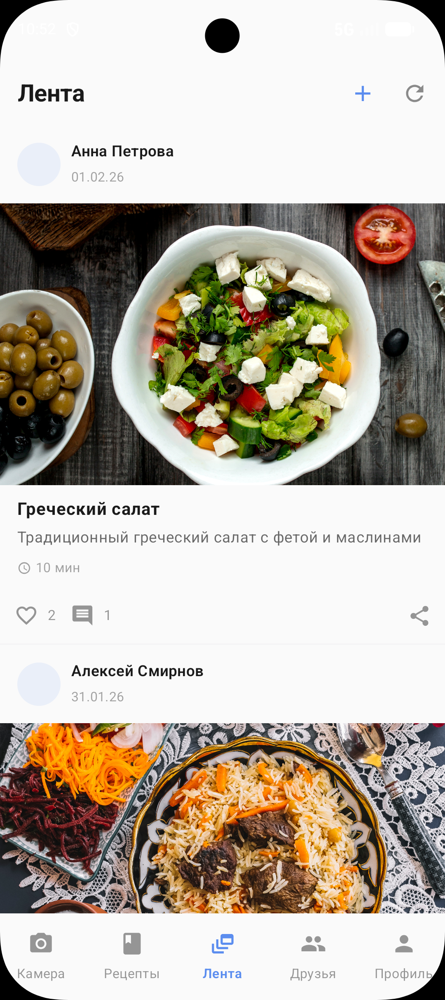 10:52 5G
Лента
Анна Петрова
01.02.26
Греческий салат
Традиционный греческий салат с фетой и маслинами
10 мин
2 1
Алексей Смирнов
31.01.26
Камера Рецепты Лента Друзья Профиль